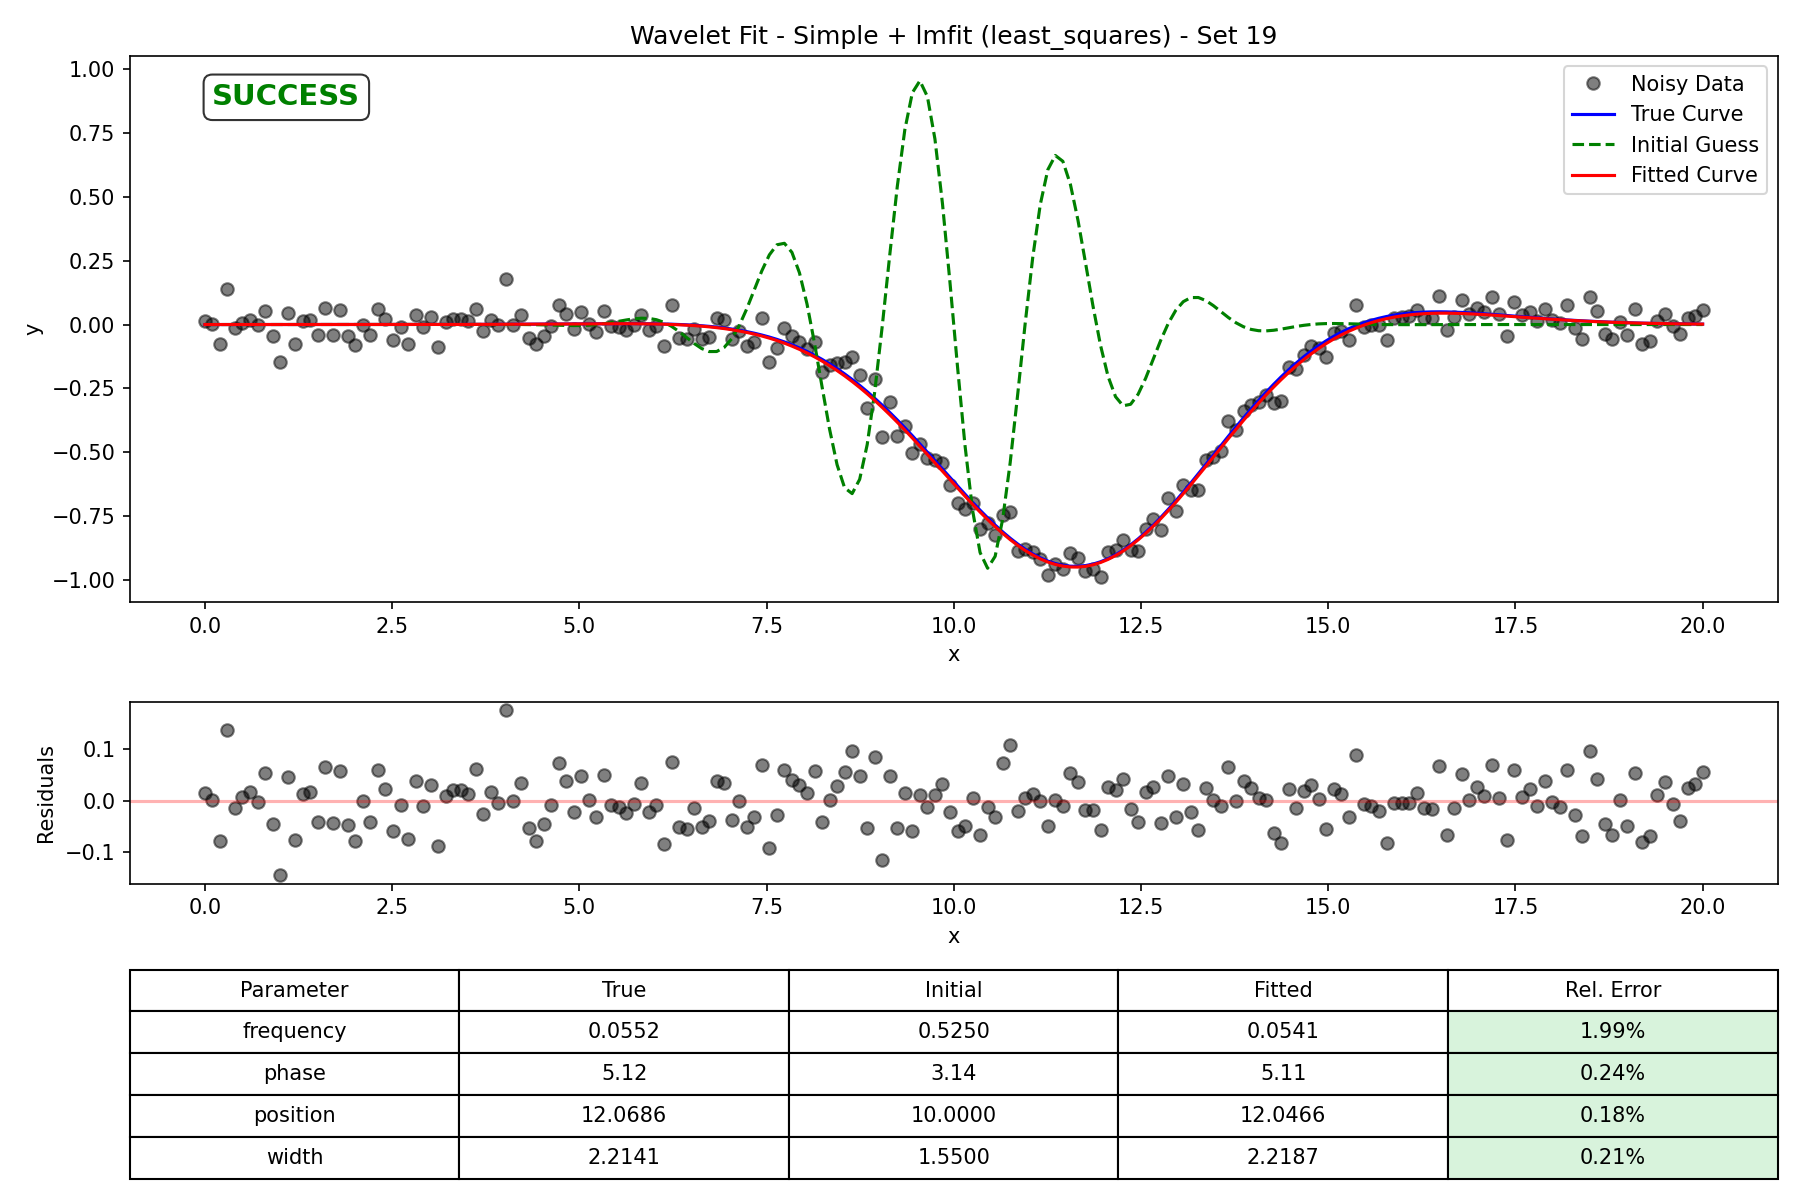 Wavelet Fit - Simple + lmfit (least_squares) - Set 19
SUCCESS
Noisy Data
True Curve
Initial Guess
Fitted Curve
1.00
0.75
0.50
0.25
0.00
−0.25
−0.50
−0.75
−1.00
y
0.0 2.5 5.0 7.5 10.0 12.5 15.0 17.5 20.0
x
0.1
0.0
−0.1
Residuals
0.0 2.5 5.0 7.5 10.0 12.5 15.0 17.5 20.0
x
Parameter True Initial Fitted Rel. Error
frequency 0.0552 0.5250 0.0541 1.99%
phase 5.12 3.14 5.11 0.24%
position 12.0686 10.0000 12.0466 0.18%
width 2.2141 1.5500 2.2187 0.21%